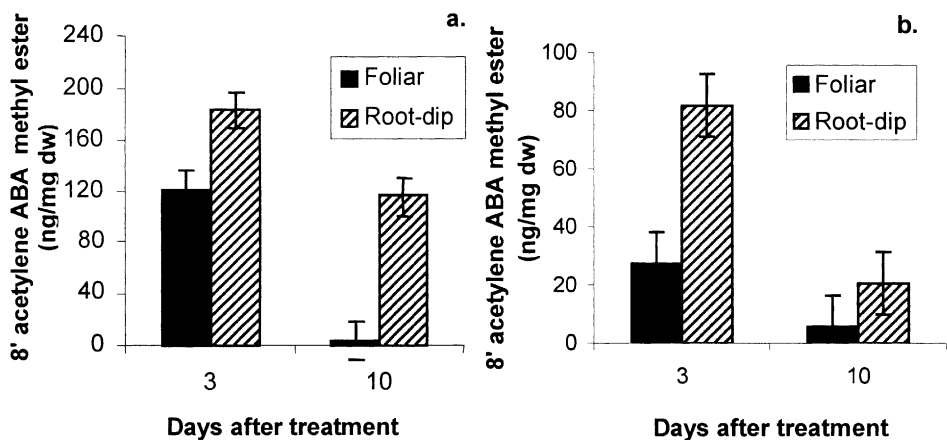 a.
8' acetylene ABA methyl ester
(ng/mg dw)
240
200
160
120
80
40
0
Foliar
Root-dip
3
10
Days after treatment
b.
8' acetylene ABA methyl ester
(ng/mg dw)
100
80
60
40
20
0
Foliar
Root-dip
3
10
Days after treatment